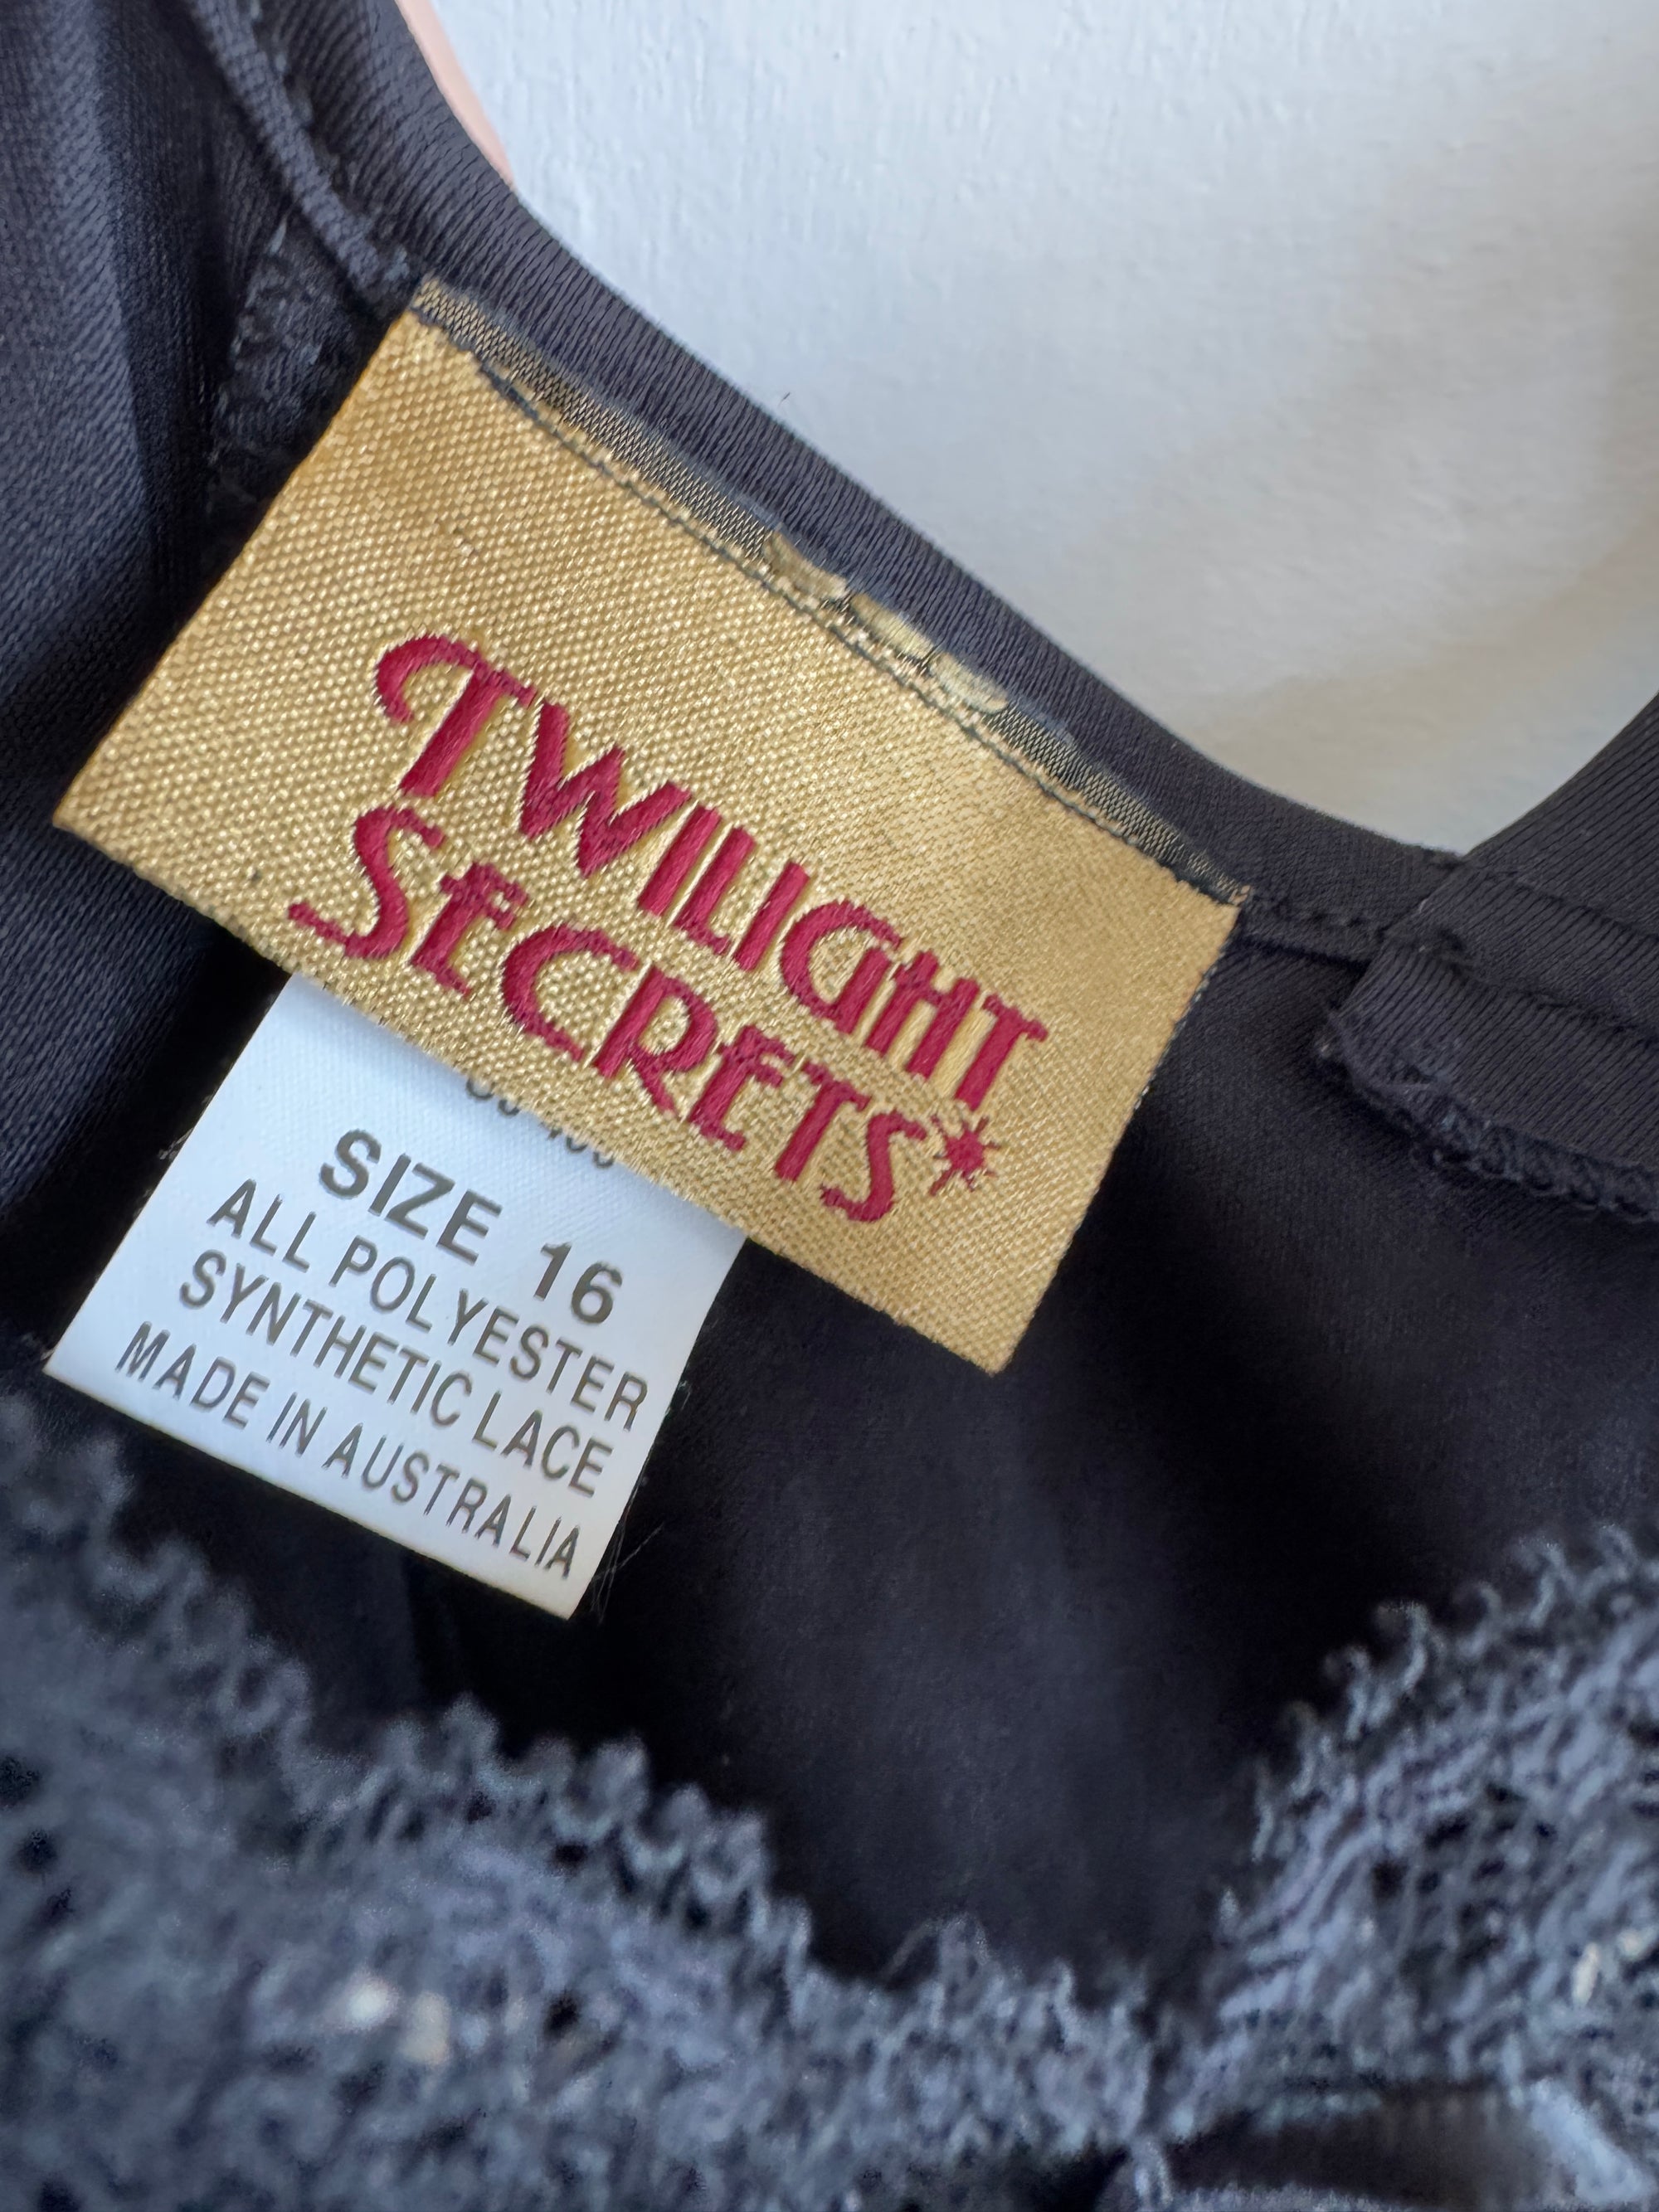 TWILIGHT
SECRETS*
SIZE 16
ALL POLYESTER
SYNTHETIC LACE
MADE IN AUSTRALIA